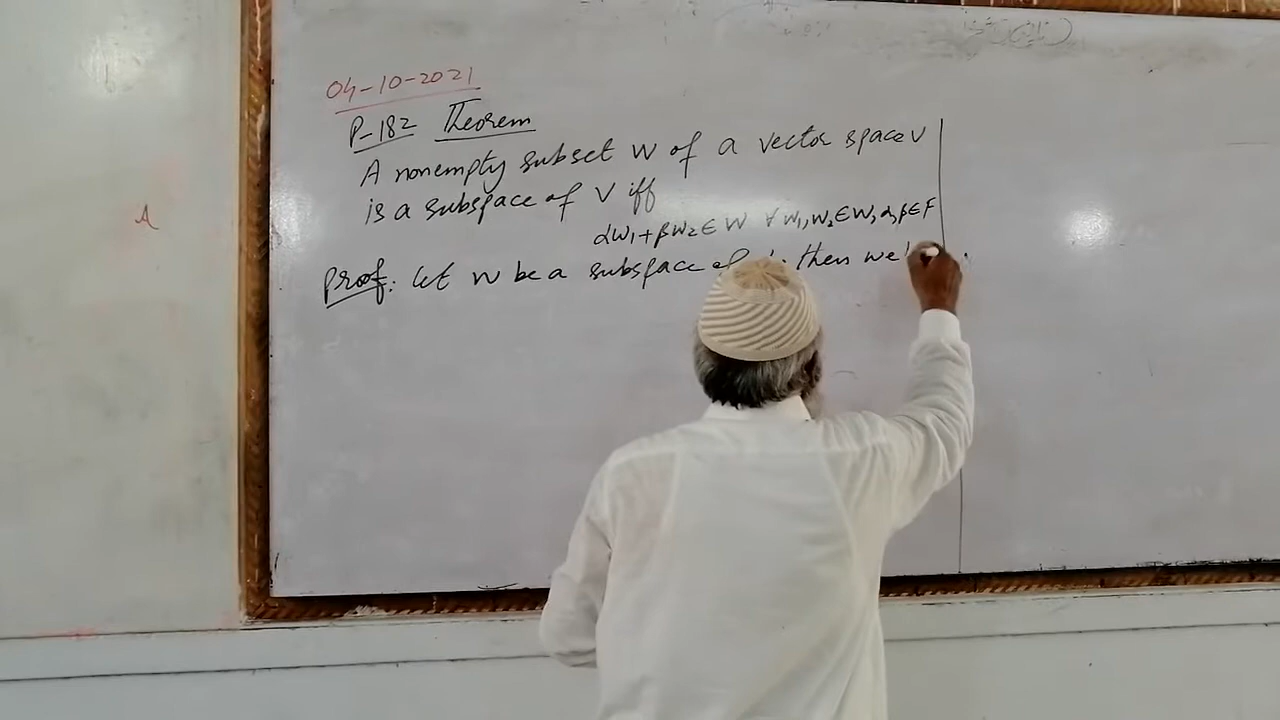 04-10-2021
P-182 Theorem
A nonempty subset W of a vector space V
is a subspace of V iff
αw₁+βw₂∈W ∀ w₁,w₂∈W, α,β∈F
Proof: Let W be a subspace of then we
A